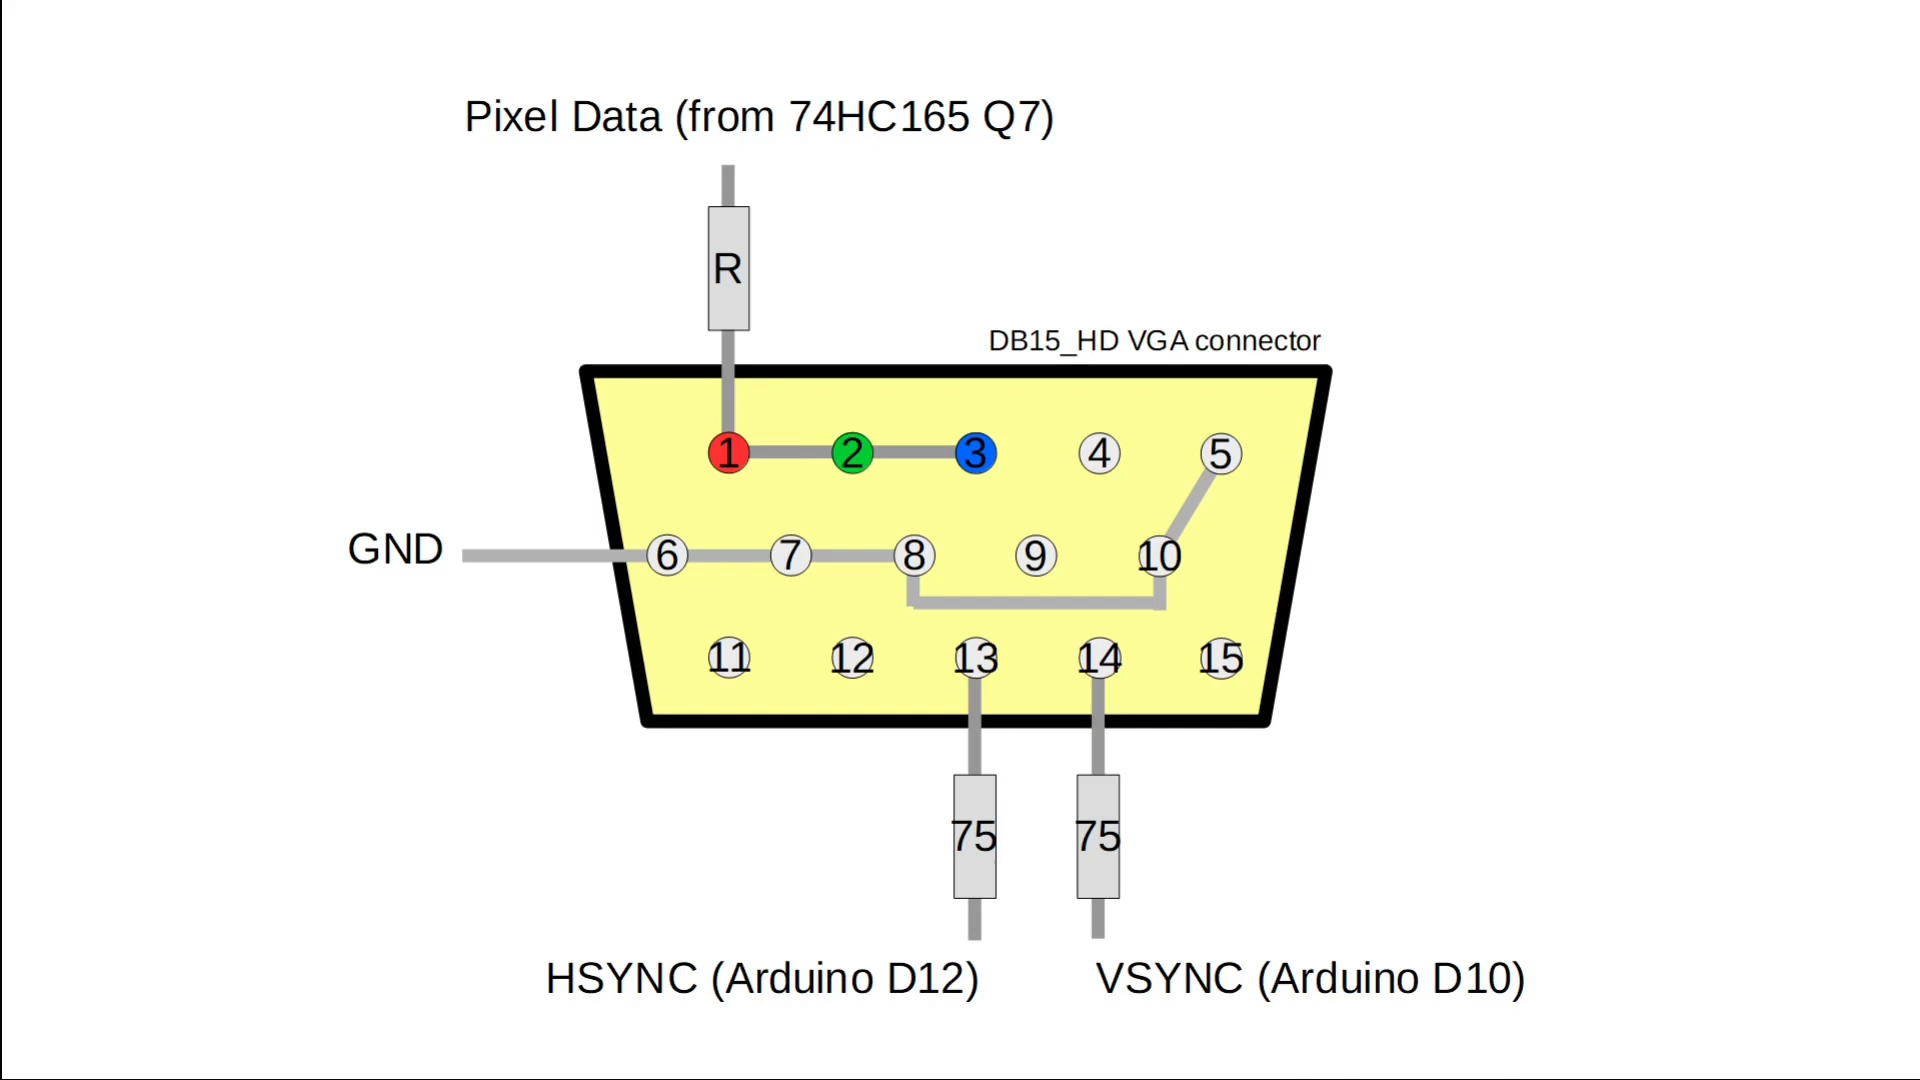 Pixel Data (from 74HC165 Q7)
R
DB15_HD VGA connector
1 2 3 4 5
GND 6 7 8 9 10
11 12 13 14 15
75 75
HSYNC (Arduino D12) VSYNC (Arduino D10)